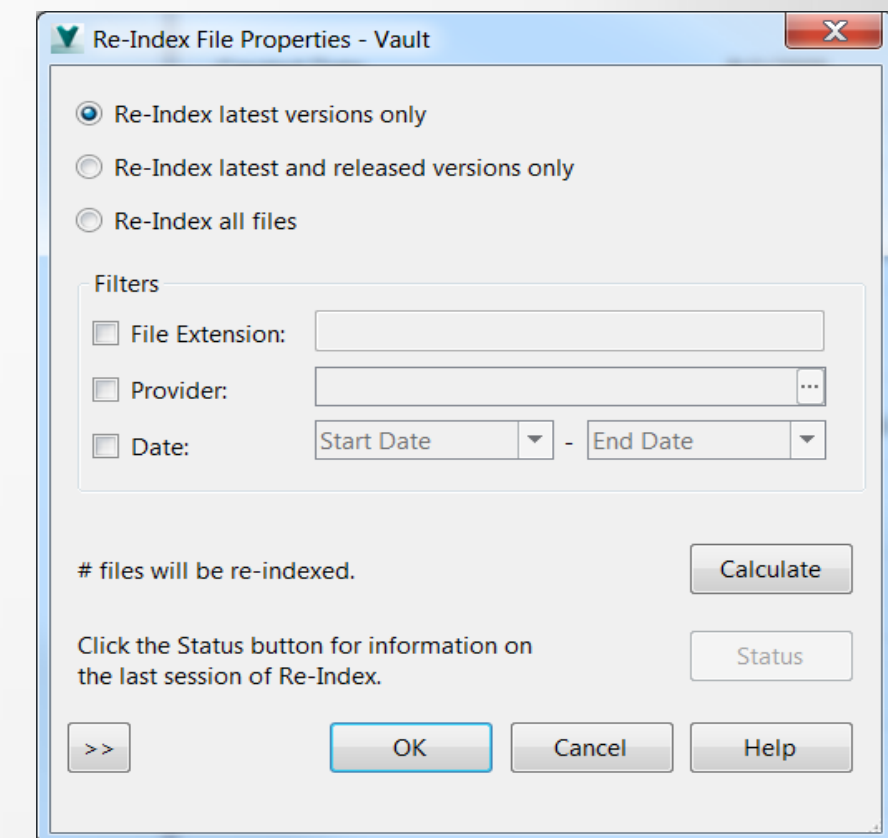 Re-Index File Properties - Vault
Re-Index latest versions only
Re-Index latest and released versions only
Re-Index all files
Filters
File Extension:
Provider:
...
Date:
Start Date - End Date
# files will be re-indexed.
Calculate
Click the Status button for information on
the last session of Re-Index.
Status
>> OK Cancel Help